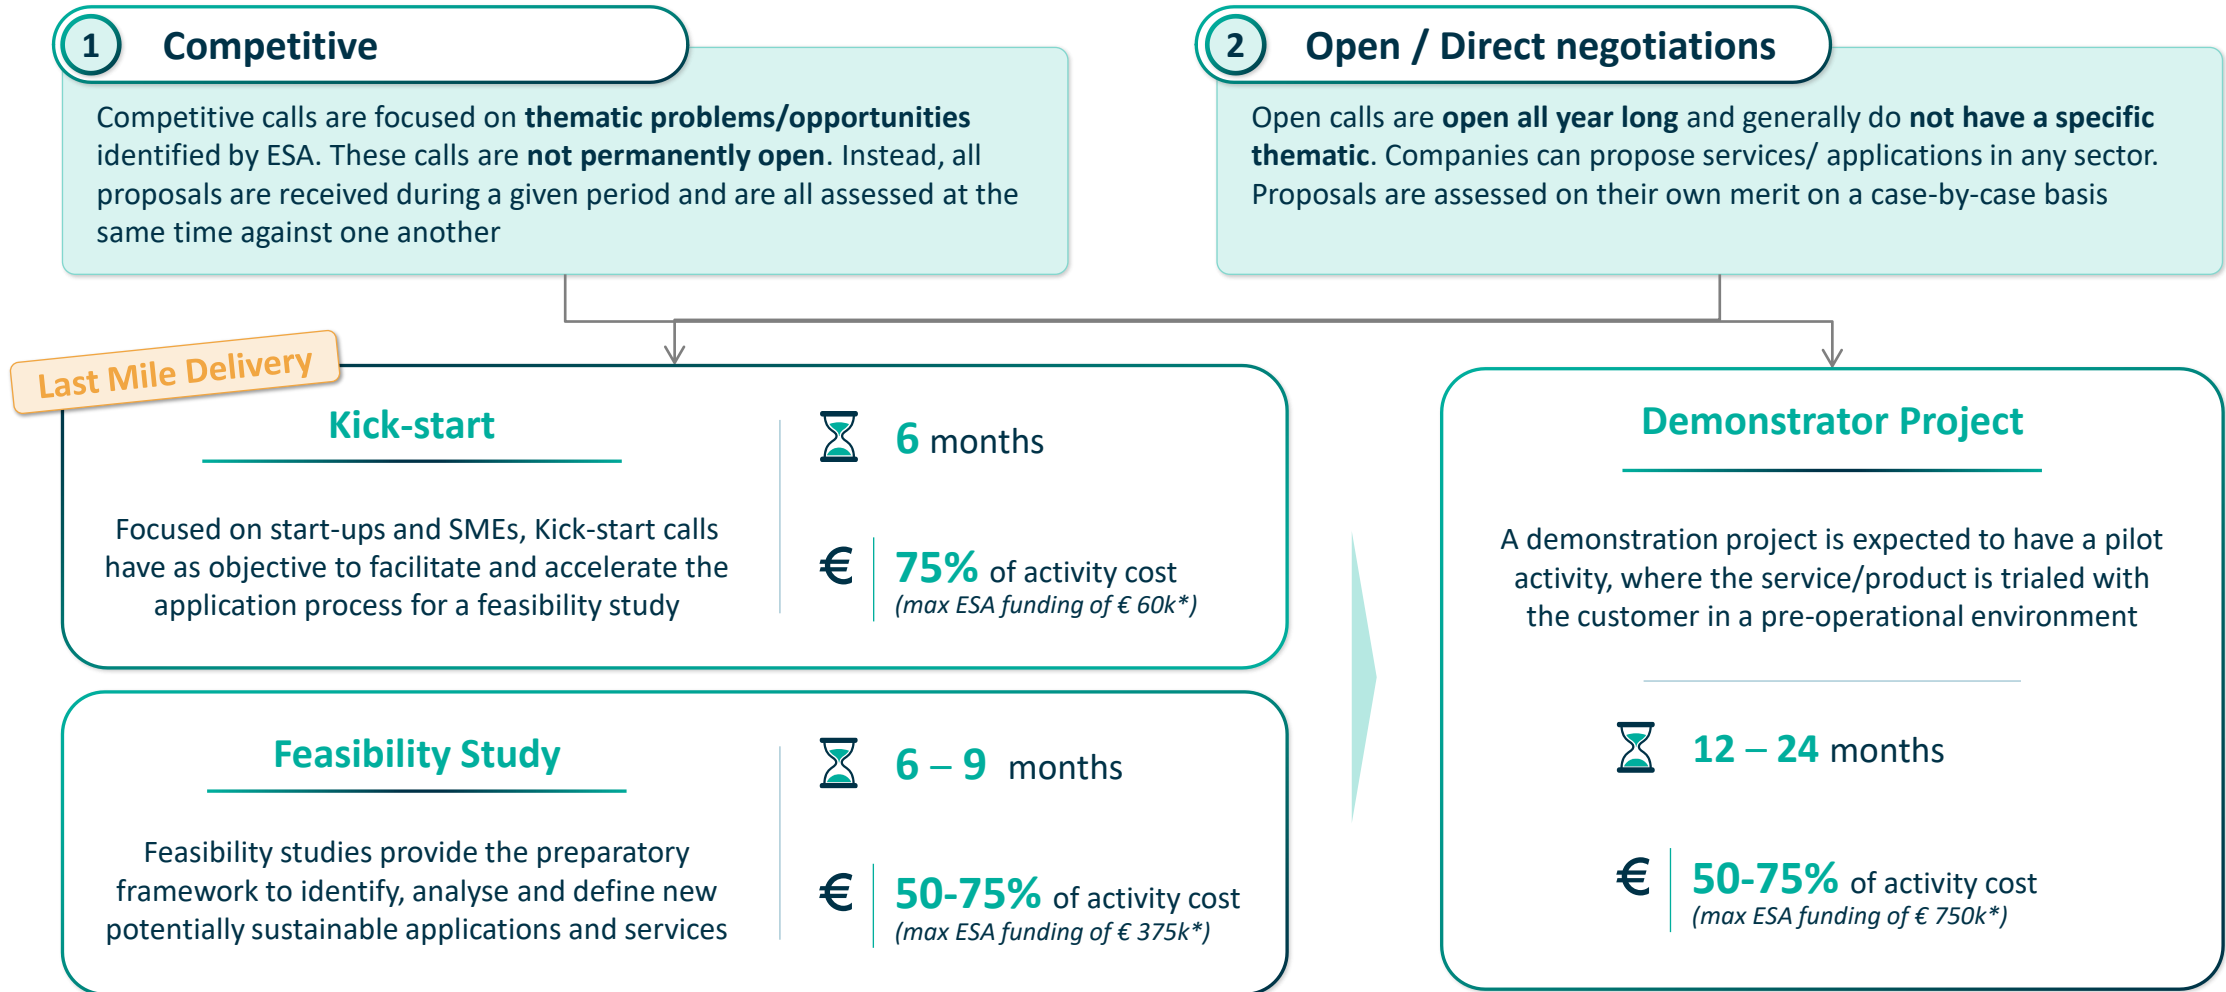 1 Competitive
Competitive calls are focused on thematic problems/opportunities
identified by ESA. These calls are not permanently open. Instead, all
proposals are received during a given period and are all assessed at the
same time against one another
2 Open / Direct negotiations
Open calls are open all year long and generally do not have a specific
thematic. Companies can propose services/ applications in any sector.
Proposals are assessed on their own merit on a case-by-case basis
Last Mile Delivery
Kick-start
Focused on start-ups and SMEs, Kick-start calls
have as objective to facilitate and accelerate the
application process for a feasibility study
6 months
€ 75% of activity cost
(max ESA funding of € 60k*)
Feasibility Study
Feasibility studies provide the preparatory
framework to identify, analyse and define new
potentially sustainable applications and services
6 – 9 months
€ 50-75% of activity cost
(max ESA funding of € 375k*)
Demonstrator Project
A demonstration project is expected to have a pilot
activity, where the service/product is trialed with
the customer in a pre-operational environment
12 – 24 months
€ 50-75% of activity cost
(max ESA funding of € 750k*)